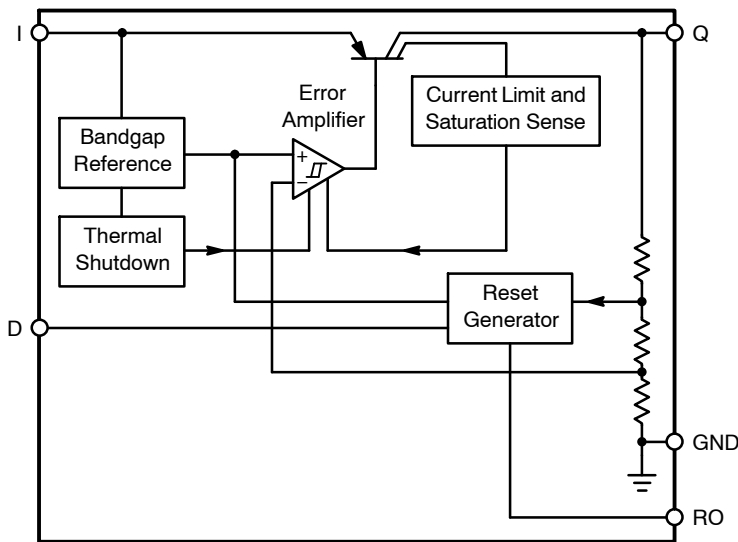 I
Q
Error
Amplifier
Current Limit and
Saturation Sense
Bandgap
Reference
+
−
Thermal
Shutdown
Reset
Generator
D
GND
RO